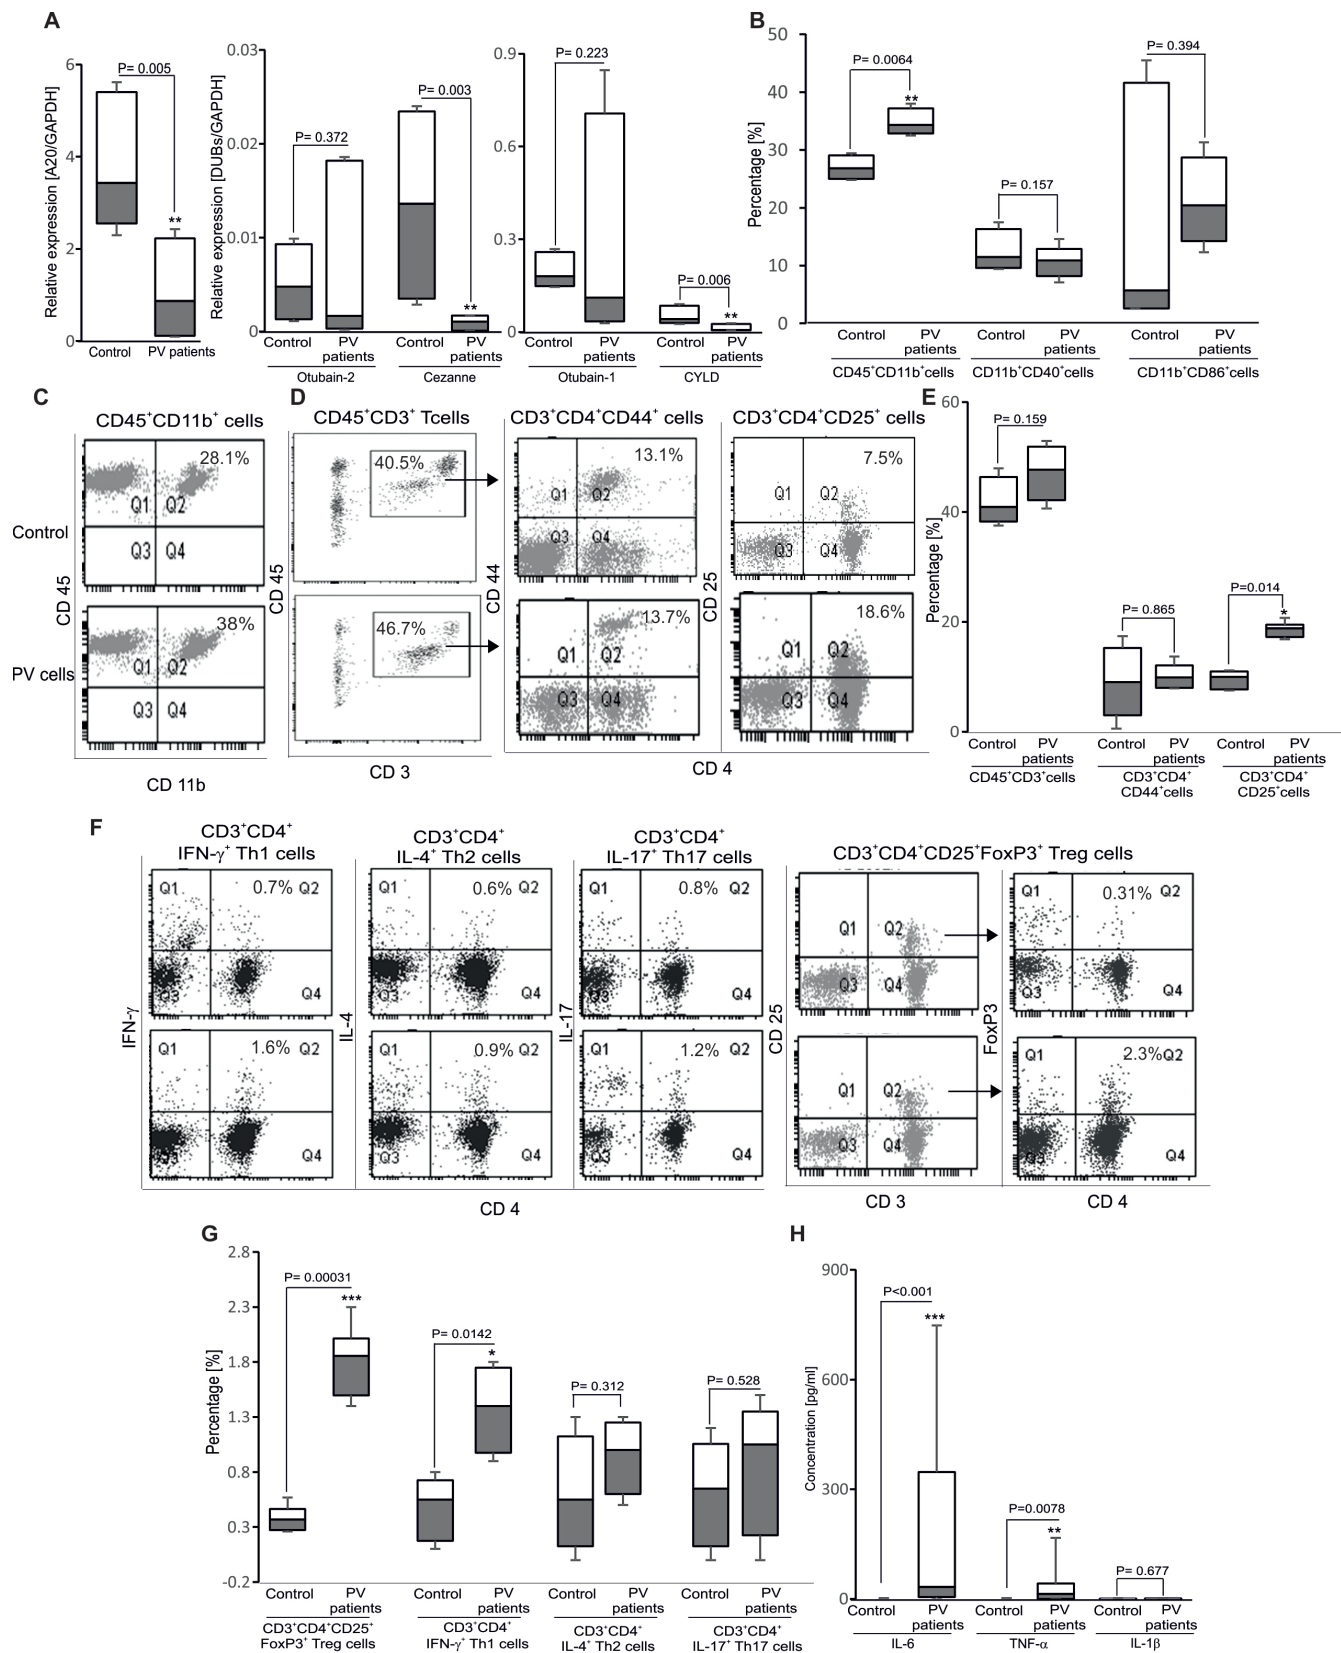 A
Relative expression [A20/GAPDH]
6
4
2
0
P= 0.005
**
Control
PV patients
Relative expression [DUBs/GAPDH]
0.03
0.02
0.01
0
P= 0.372
P= 0.003
**
Control
PV
patients
Otubain-2
Control
PV
patients
Cezanne
0.9
0.6
0.3
0
P= 0.223
P= 0.006
**
Control
PV
patients
Otubain-1
Control
PV
patients
CYLD
B
Percentage [%]
50
40
30
20
10
0
P= 0.0064
**
P= 0.157
P= 0.394
Control
PV
patients
CD45⁺CD11b⁺cells
Control
PV
patients
CD11b⁺CD40⁺cells
Control
PV
patients
CD11b⁺CD86⁺cells
C
CD45⁺CD11b⁺ cells
Control
28.1%
Q1
Q2
Q3
Q4
PV cells
38%
Q1
Q2
Q3
Q4
CD 45
CD 11b
D
CD45⁺CD3⁺ Tcells
40.5%
46.7%
CD 45
CD 3
CD3⁺CD4⁺CD44⁺ cells
13.1%
Q1
Q2
Q3
Q4
13.7%
Q1
Q2
Q3
Q4
CD 44
CD3⁺CD4⁺CD25⁺ cells
7.5%
Q1
Q2
Q3
Q4
18.6%
Q1
Q2
Q3
Q4
CD 25
CD 4
E
Percentage [%]
60
40
20
0
P= 0.159
P= 0.865
P=0.014
*
Control
PV
patients
CD45⁺CD3⁺cells
Control
PV
patients
CD3⁺CD4⁺
CD44⁺cells
Control
PV
patients
CD3⁺CD4⁺
CD25⁺cells
F
CD3⁺CD4⁺
IFN-γ⁺ Th1 cells
Q1
0.7% Q2
Q3
Q4
Q1
1.6% Q2
Q3
Q4
IFN-γ
CD3⁺CD4⁺
IL-4⁺ Th2 cells
Q1
0.6% Q2
Q3
Q4
Q1
0.9% Q2
Q3
Q4
IL-4
CD3⁺CD4⁺
IL-17⁺ Th17 cells
Q1
0.8% Q2
Q3
Q4
Q1
1.2% Q2
Q3
Q4
IL-17
CD 4
CD3⁺CD4⁺CD25⁺FoxP3⁺ Treg cells
Q1
Q2
Q3
Q4
Q1
Q2
Q3
Q4
CD 25
CD 3
Q1
0.31% Q2
Q3
Q4
Q1
2.3%Q2
Q3
Q4
FoxP3
CD 4
G
Percentage [%]
2.8
2.3
1.8
1.3
0.8
0.3
-0.2
P= 0.00031
***
P= 0.0142
*
P= 0.312
P= 0.528
Control
PV
patients
CD3⁺CD4⁺CD25⁺
FoxP3⁺ Treg cells
Control
PV
patients
CD3⁺CD4⁺
IFN-γ⁺ Th1 cells
Control
PV
patients
CD3⁺CD4⁺
IL-4⁺ Th2 cells
Control
PV
patients
CD3⁺CD4⁺
IL-17⁺ Th17 cells
H
Concentration [pg/ml]
900
600
300
0
P<0.001
***
P=0.0078
**
P= 0.677
Control
PV
patients
IL-6
Control
PV
patients
TNF-α
Control
PV
patients
IL-1β